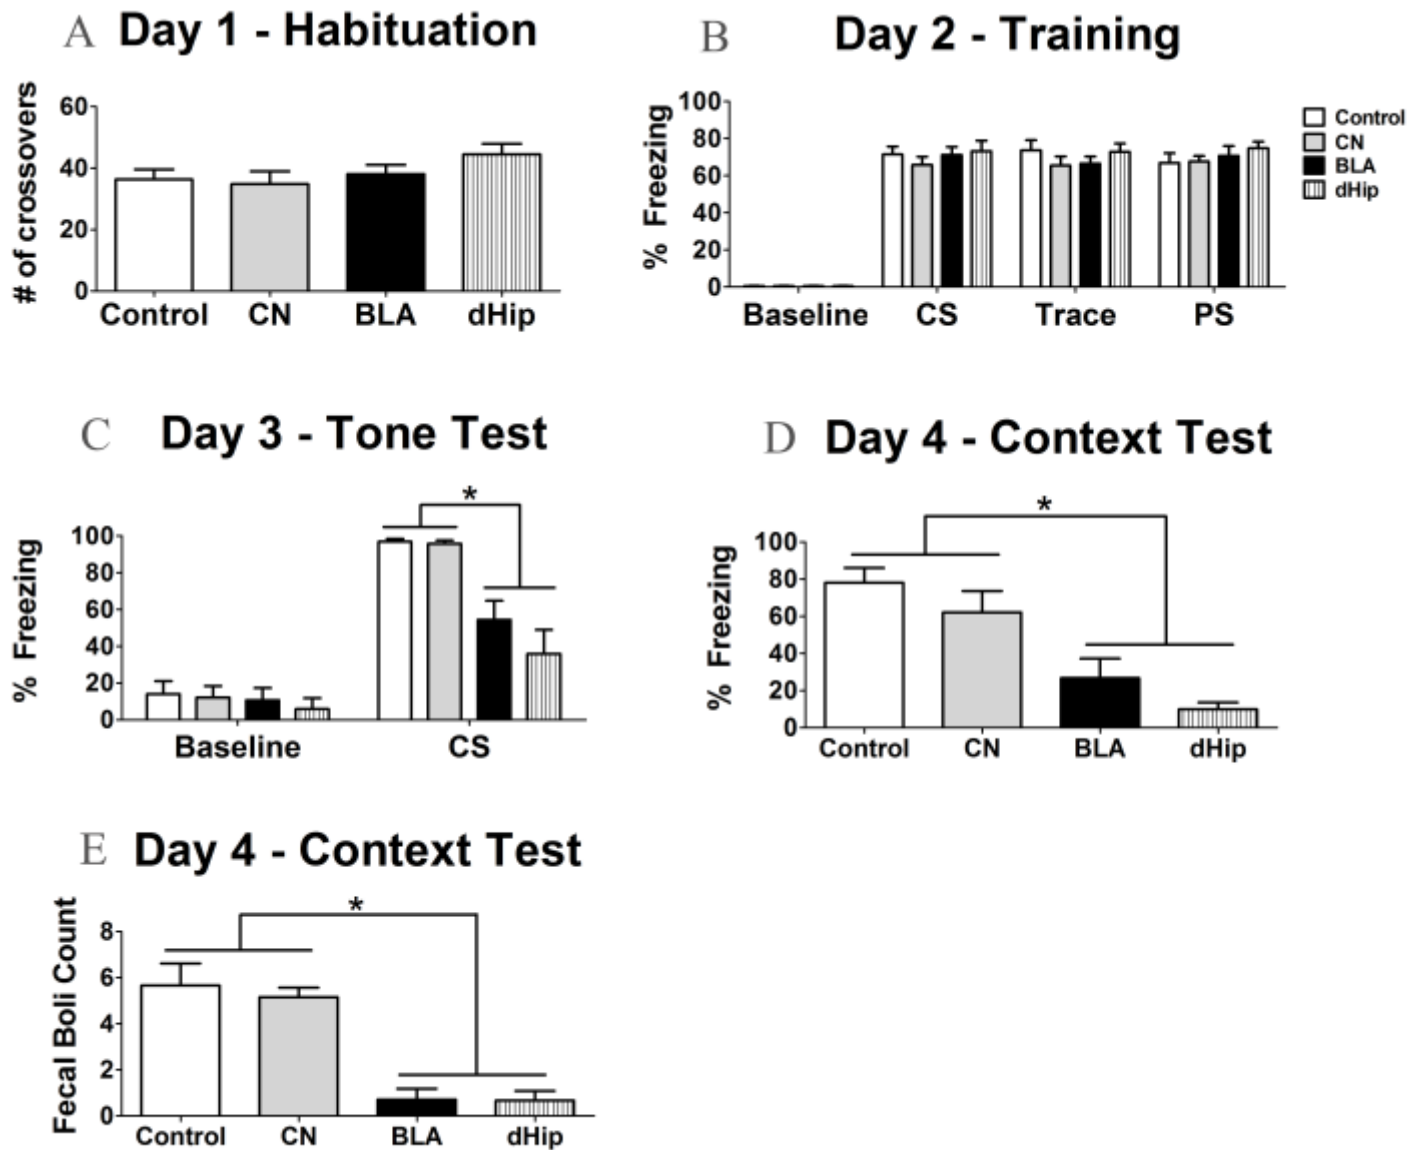 A Day 1 - Habituation
# of crossovers
60
40
20
0
Control CN BLA dHip
B Day 2 - Training
% Freezing
100
80
60
40
20
0
Baseline CS Trace PS
Control
CN
BLA
dHip
C Day 3 - Tone Test
% Freezing
100
80
60
40
20
0
*
Baseline CS
D Day 4 - Context Test
% Freezing
100
80
60
40
20
0
*
Control CN BLA dHip
E Day 4 - Context Test
Fecal Boli Count
8
6
4
2
0
*
Control CN BLA dHip